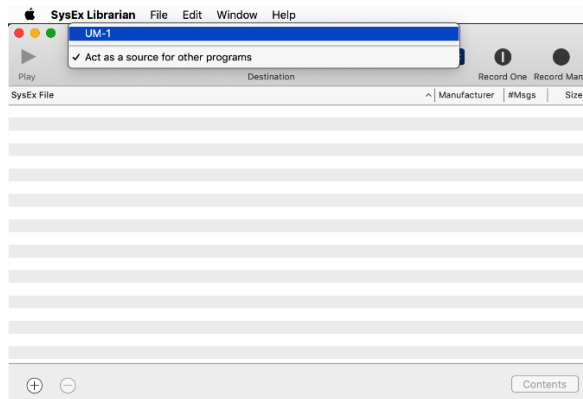 SysEx Librarian File Edit Window Help
UM-1
✓ Act as a source for other programs
Play Destination Record One Record Man
SysEx File Manufacturer #Msgs Size
Contents